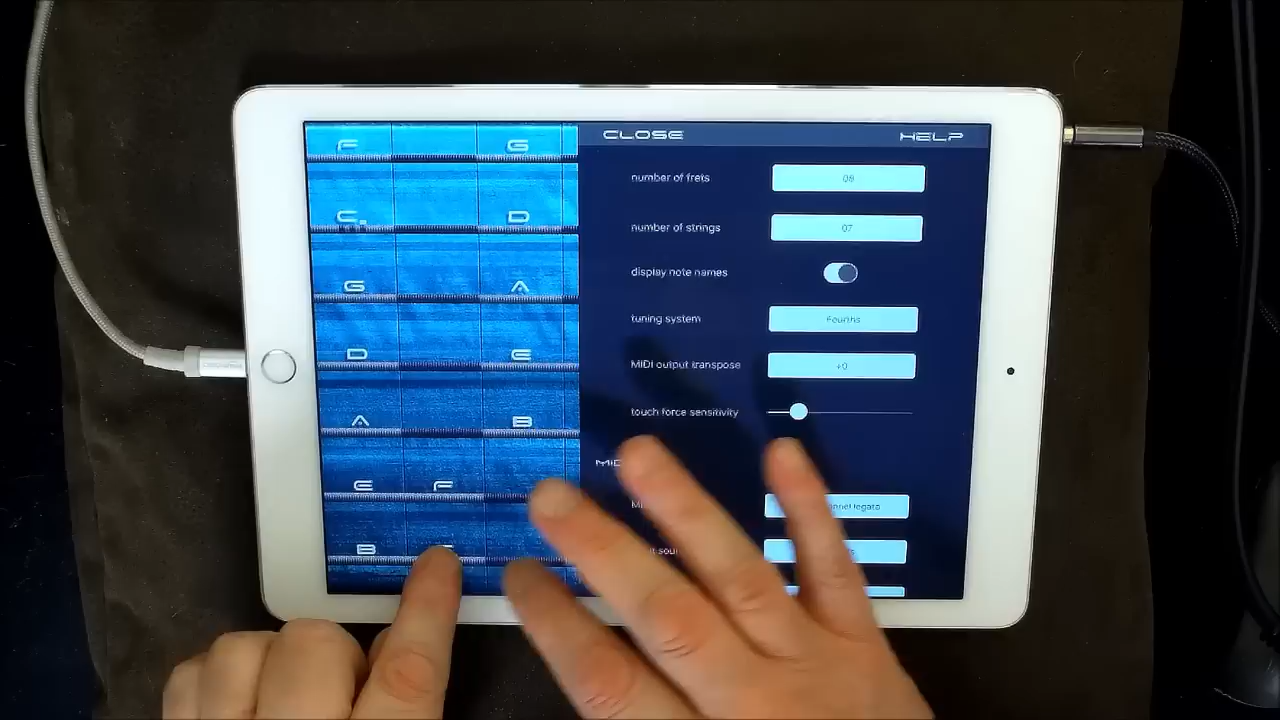 CLOSE HELP
F G
number of frets 08
C D
number of strings 07
display note names
G A
tuning system Fourths
D E
MIDI output transpose +0
touch force sensitivity
A B
E F
B